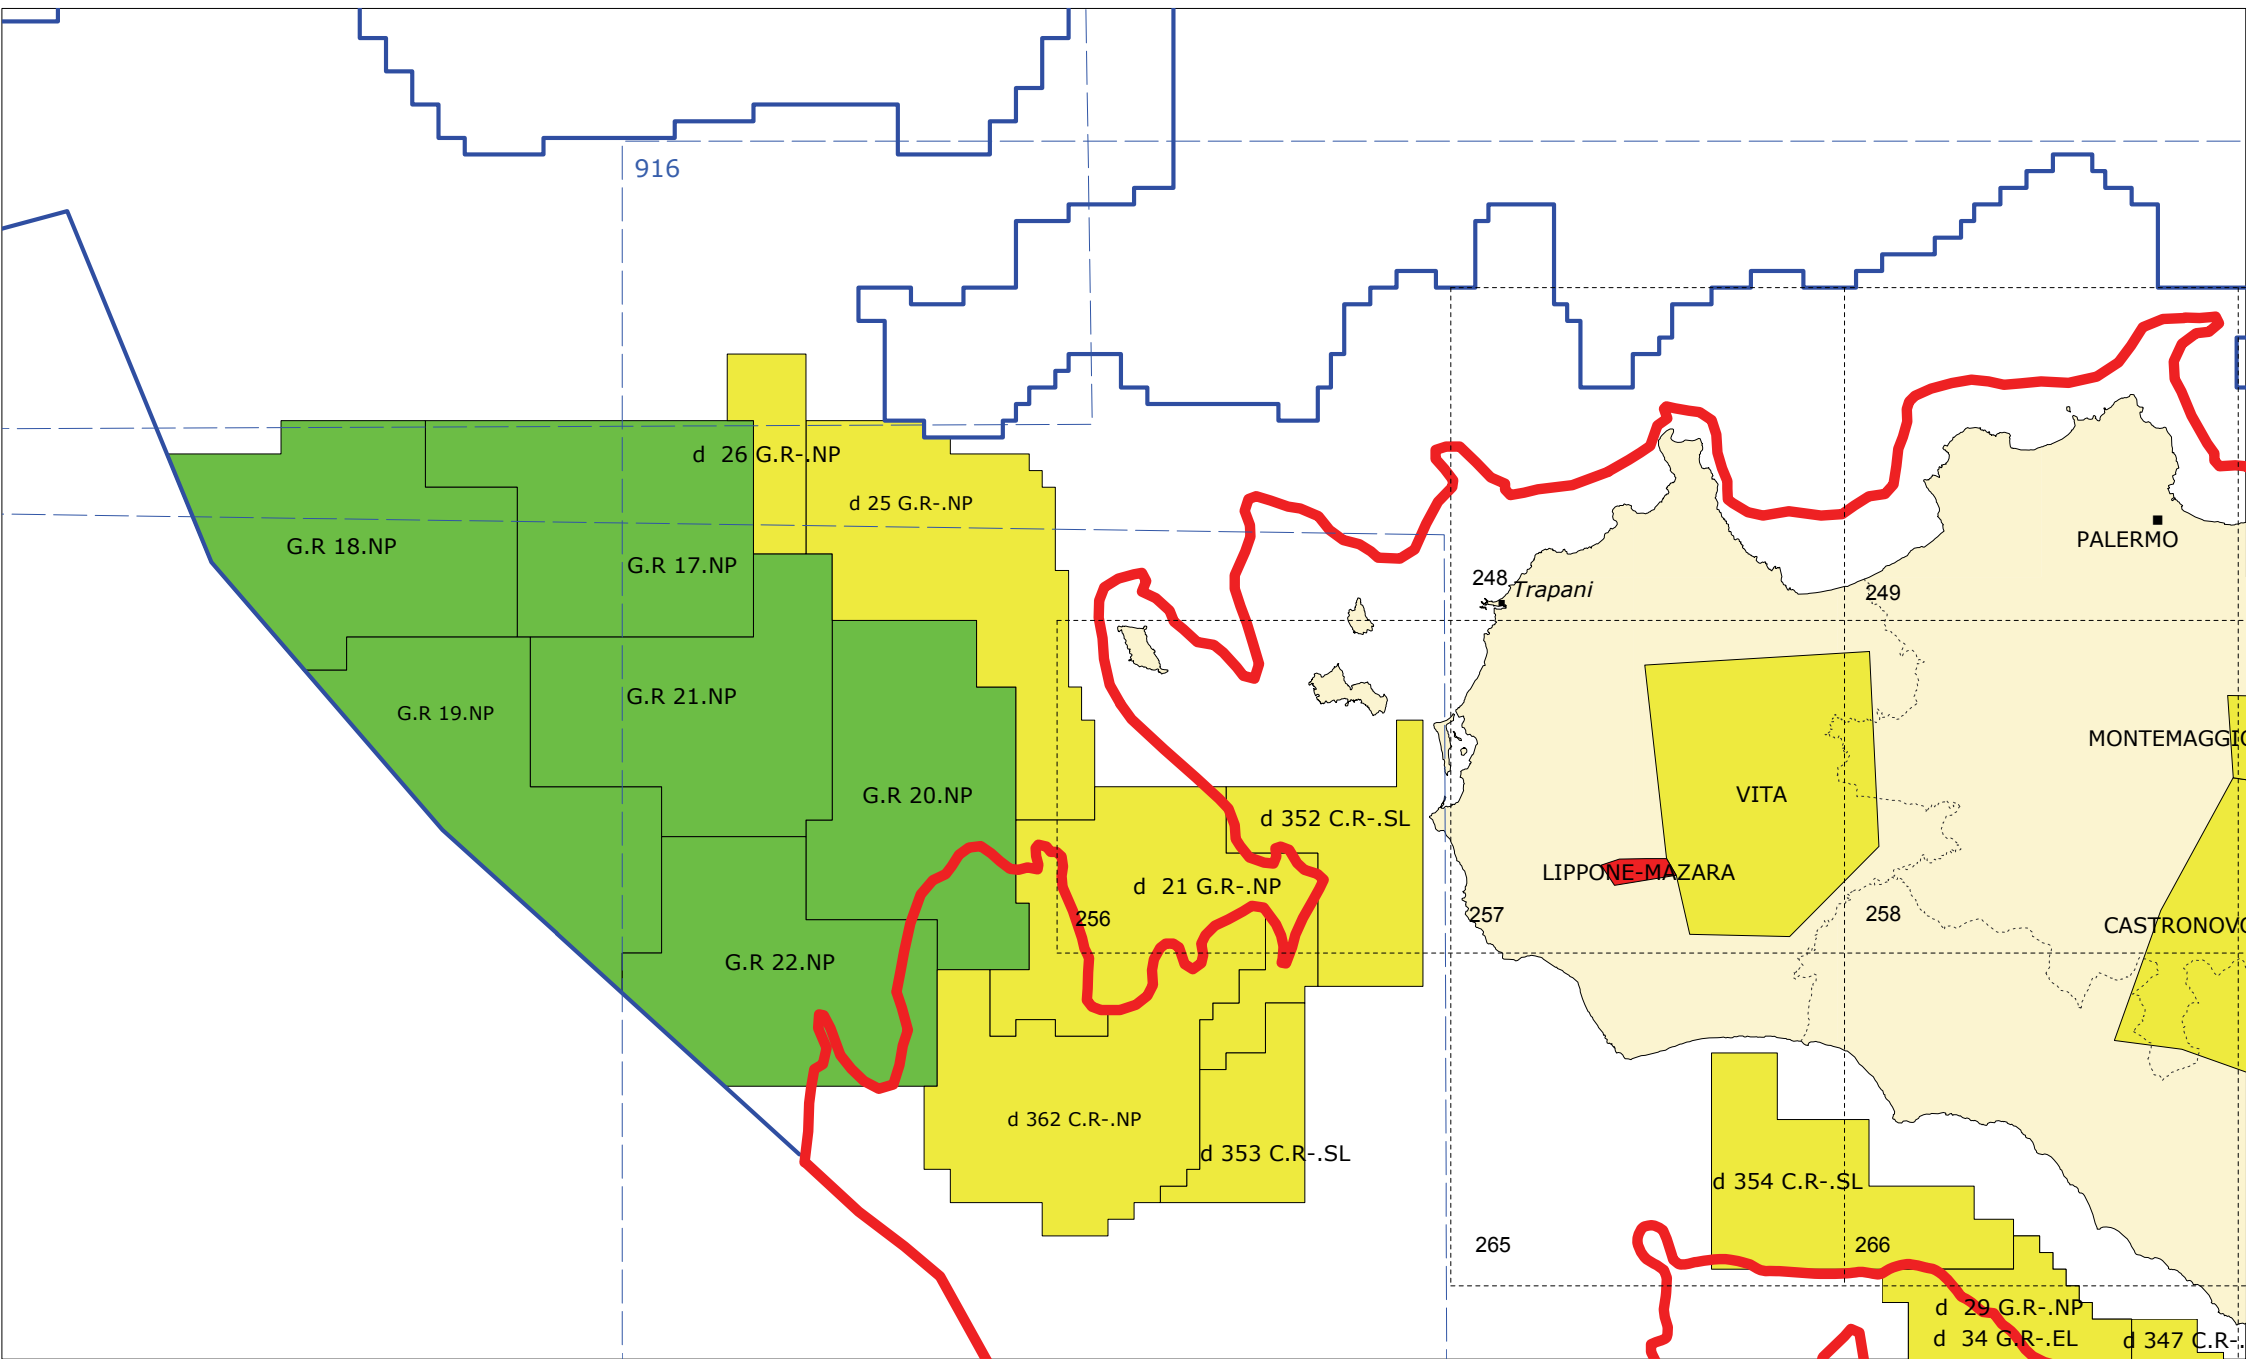 916
d 26 G.R-.NP
d 25 G.R-.NP
G.R 18.NP
G.R 17.NP
PALERMO
248
Trapani
249
G.R 21.NP
G.R 19.NP
MONTEMAGGIO
G.R 20.NP
VITA
d 352 C.R-.SL
LIPPONE-MAZARA
d 21 G.R-.NP
256
257
258
CASTRONOVO
G.R 22.NP
d 362 C.R-.NP
d 353 C.R-.SL
d 354 C.R-.SL
265
266
d 29 G.R-.NP
d 34 G.R-.EL
d 347 C.R-.